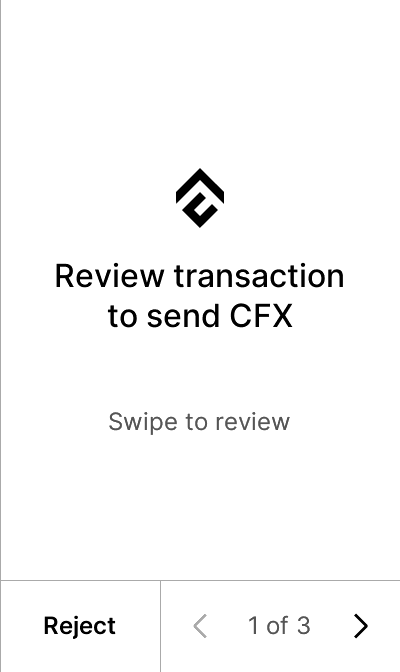 Review transaction
to send CFX
Swipe to review
Reject
1 of 3